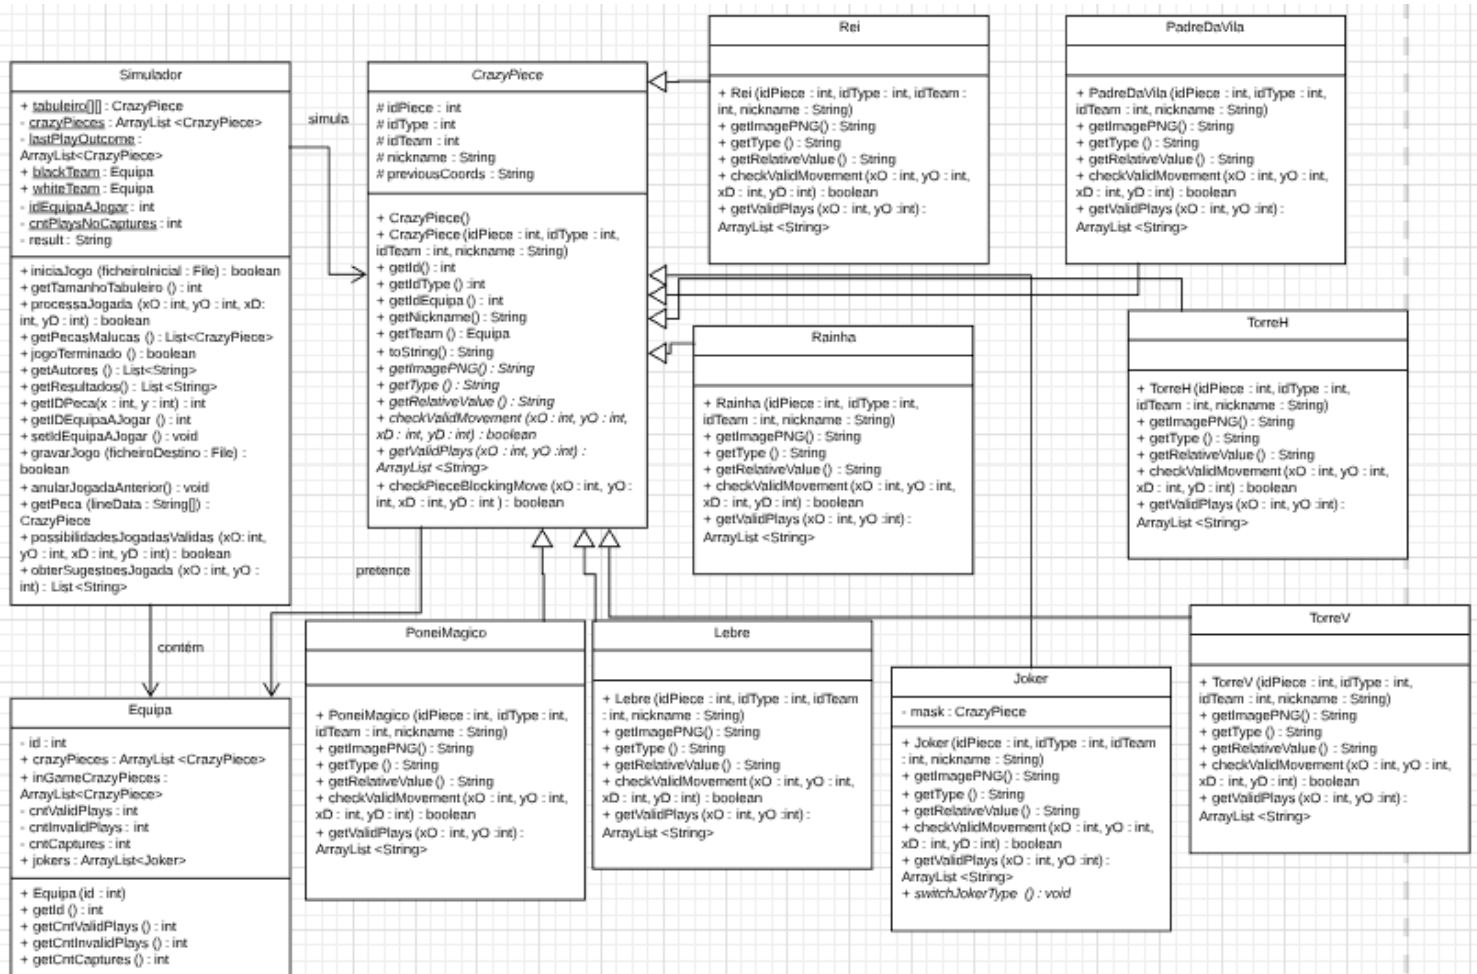 Simulador
+ tabuleiro[][] : CrazyPiece
- crazyPieces : ArrayList <CrazyPiece>
- lastPlayOutcome :
ArrayList<CrazyPiece>
+ blackTeam : Equipa
+ whiteTeam : Equipa
- idEquipaAJogar : int
- cntPlaysNoCaptures : int
- result : String
+ iniciaJogo (ficheiroInicial : File) : boolean
+ getTamanhoTabuleiro () : int
+ processaJogada (xO : int, yO : int, xD:
int, yD : int) : boolean
+ getPecasMalucas () : List<CrazyPiece>
+ jogoTerminado () : boolean
+ getAutores () : List<String>
+ getResultados() : List <String>
+ getIDPeca(x : int, y : int) : int
+ getIDEquipaAJogar () : int
+ setIdEquipaAJogar () : void
+ gravarJogo (ficheiroDestino : File) :
boolean
+ anularJogadaAnterior() : void
+ getPeca (lineData : String[]) :
CrazyPiece
+ possibilidadesJogadasValidas (xO: int,
yO : int, xD : int, yD : int) : boolean
+ obterSugestoesJogada (xO : int, yO :
int) : List <String>
simula
contém
pretence
CrazyPiece
# idPiece : int
# idType : int
# idTeam : int
# nickname : String
# previousCoords : String
+ CrazyPiece()
+ CrazyPiece (idPiece : int, idType : int,
idTeam : int, nickname : String)
+ getId() : int
+ getIdType () :int
+ getIdEquipa () : int
+ getNickname() : String
+ getTeam () : Equipa
+ toString() : String
+ getImagePNG() : String
+ getType () : String
+ getRelativeValue () : String
+ checkValidMovement (xO : int, yO : int,
xD : int, yD : int) : boolean
+ getValidPlays (xO : int, yO :int) :
ArrayList <String>
+ checkPieceBlockingMove (xO : int, yO :
int, xD : int, yD : int ) : boolean
Rei
+ Rei (idPiece : int, idType : int, idTeam :
int, nickname : String)
+ getImagePNG() : String
+ getType () : String
+ getRelativeValue () : String
+ checkValidMovement (xO : int, yO : int,
xD : int, yD : int) : boolean
+ getValidPlays (xO : int, yO :int) :
ArrayList <String>
PadreDaVila
+ PadreDaVila (idPiece : int, idType : int,
idTeam : int, nickname : String)
+ getImagePNG() : String
+ getType () : String
+ getRelativeValue () : String
+ checkValidMovement (xO : int, yO : int,
xD : int, yD : int) : boolean
+ getValidPlays (xO : int, yO :int) :
ArrayList <String>
Rainha
+ Rainha (idPiece : int, idType : int,
idTeam : int, nickname : String)
+ getImagePNG() : String
+ getType () : String
+ getRelativeValue () : String
+ checkValidMovement (xO : int, yO : int,
xD : int, yD : int) : boolean
+ getValidPlays (xO : int, yO :int) :
ArrayList <String>
TorreH
+ TorreH (idPiece : int, idType : int,
idTeam : int, nickname : String)
+ getImagePNG() : String
+ getType () : String
+ getRelativeValue () : String
+ checkValidMovement (xO : int, yO : int,
xD : int, yD : int) : boolean
+ getValidPlays (xO : int, yO :int) :
ArrayList <String>
Equipa
- id : int
+ crazyPieces : ArrayList <CrazyPiece>
+ inGameCrazyPieces :
ArrayList<CrazyPiece>
- cntValidPlays : int
- cntInvalidPlays : int
- cntCaptures : int
+ jokers : ArrayList<Joker>
+ Equipa (id : int)
+ getId () : int
+ getCntValidPlays () : int
+ getCntInvalidPlays () : int
+ getCntCaptures () : int
PoneiMagico
+ PoneiMagico (idPiece : int, idType : int,
idTeam : int, nickname : String)
+ getImagePNG() : String
+ getType () : String
+ getRelativeValue () : String
+ checkValidMovement (xO : int, yO : int,
xD : int, yD : int) : boolean
+ getValidPlays (xO : int, yO :int) :
ArrayList <String>
Lebre
+ Lebre (idPiece : int, idType : int, idTeam
: int, nickname : String)
+ getImagePNG() : String
+ getType () : String
+ getRelativeValue () : String
+ checkValidMovement (xO : int, yO : int,
xD : int, yD : int) : boolean
+ getValidPlays (xO : int, yO :int) :
ArrayList <String>
Joker
- mask : CrazyPiece
+ Joker (idPiece : int, idType : int, idTeam
: int, nickname : String)
+ getImagePNG() : String
+ getType () : String
+ getRelativeValue () : String
+ checkValidMovement (xO : int, yO : int,
xD : int, yD : int) : boolean
+ getValidPlays (xO : int, yO :int) :
ArrayList <String>
+ switchJokerType () : void
TorreV
+ TorreV (idPiece : int, idType : int,
idTeam : int, nickname : String)
+ getImagePNG() : String
+ getType () : String
+ getRelativeValue () : String
+ checkValidMovement (xO : int, yO : int,
xD : int, yD : int) : boolean
+ getValidPlays (xO : int, yO :int) :
ArrayList <String>